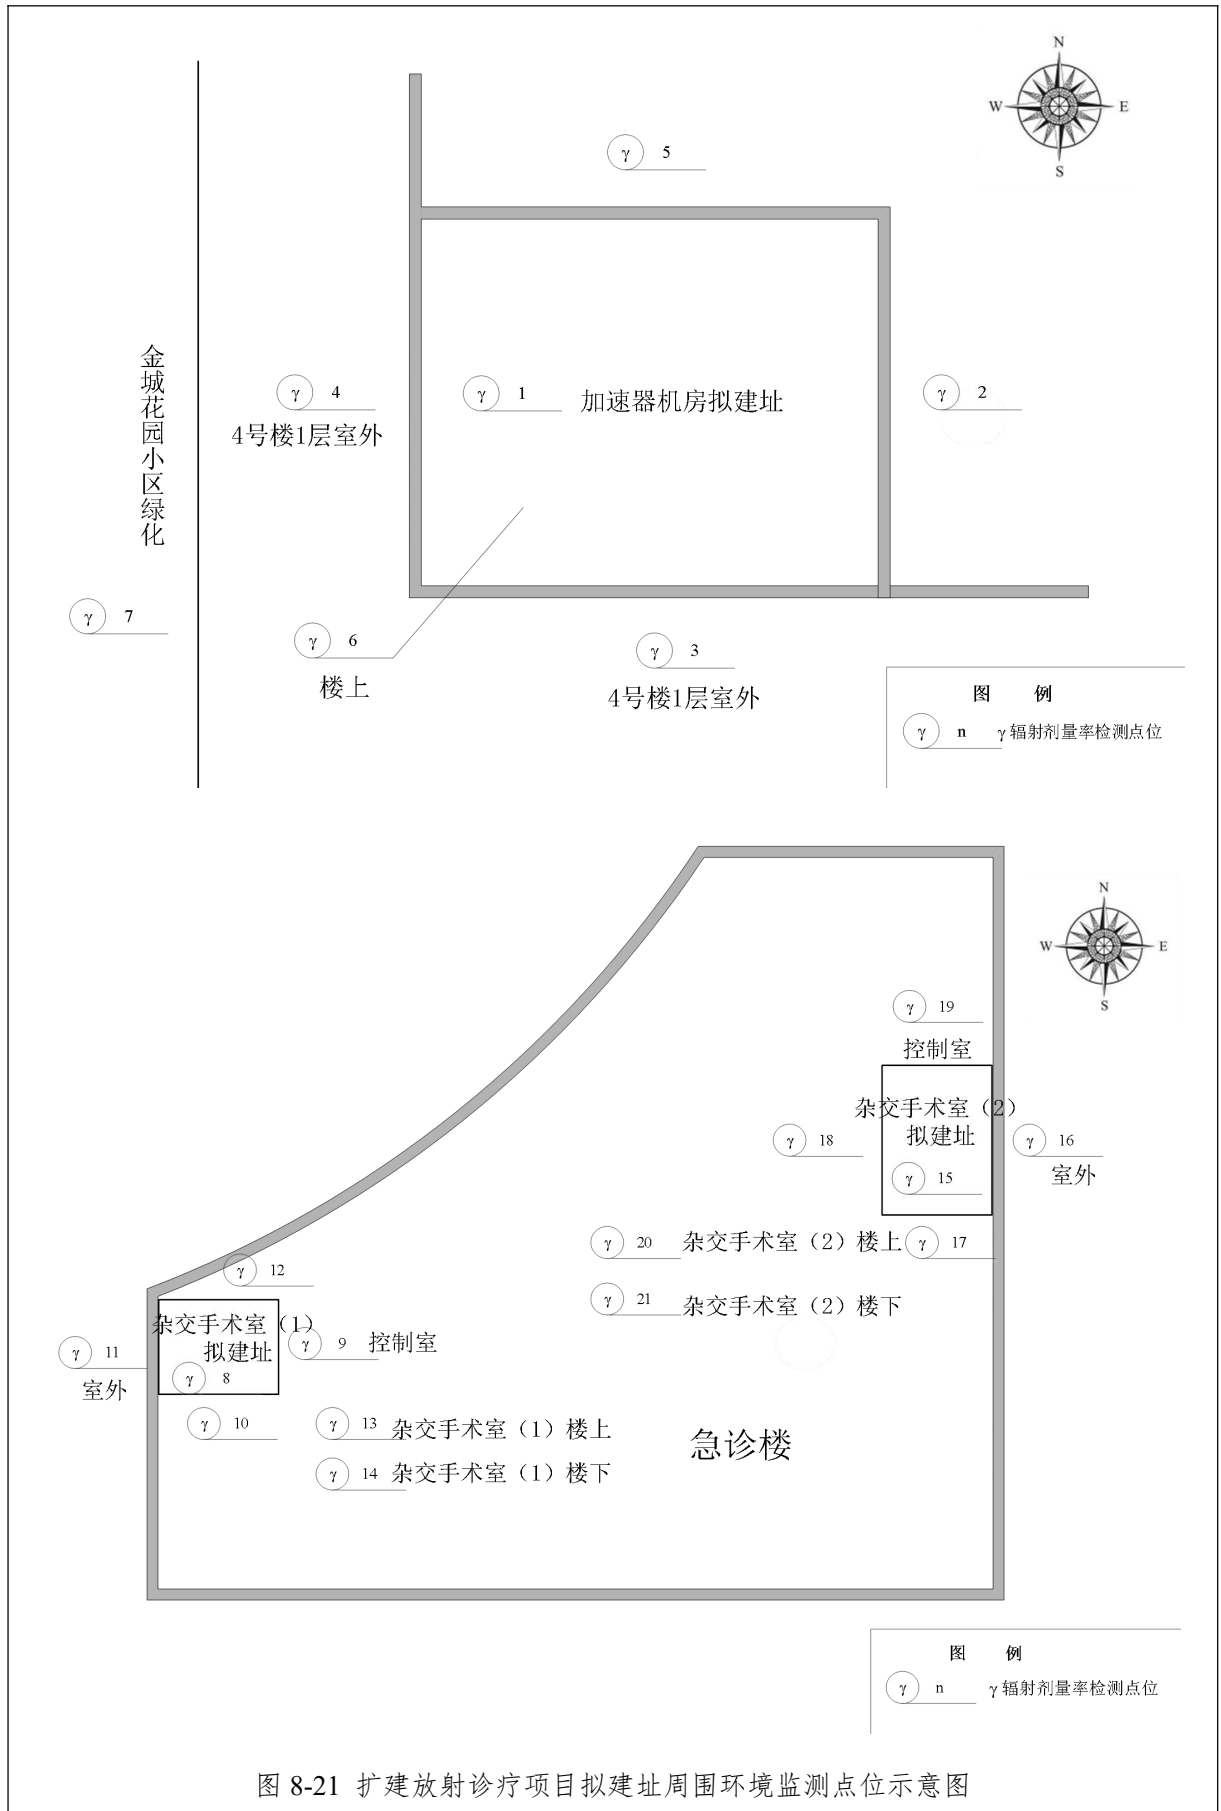 N
W E
S
γ 5
金城花园小区绿化
γ 4
4号楼1层室外
γ 1 加速器机房拟建址
γ 2
γ 7
γ 6
楼上
γ 3
4号楼1层室外
图 例
γ n γ辐射剂量率检测点位
N
W E
S
γ 19
控制室
杂交手术室（2）
拟建址
γ 18
γ 16
室外
γ 15
γ 20 杂交手术室（2）楼上
γ 17
γ 21 杂交手术室（2）楼下
γ 12
杂交手术室（1）
拟建址
γ 9 控制室
γ 11
室外
γ 8
γ 10
γ 13 杂交手术室（1）楼上
γ 14 杂交手术室（1）楼下
急诊楼
图 例
γ n γ辐射剂量率检测点位
图 8-21 扩建放射诊疗项目拟建址周围环境监测点位示意图